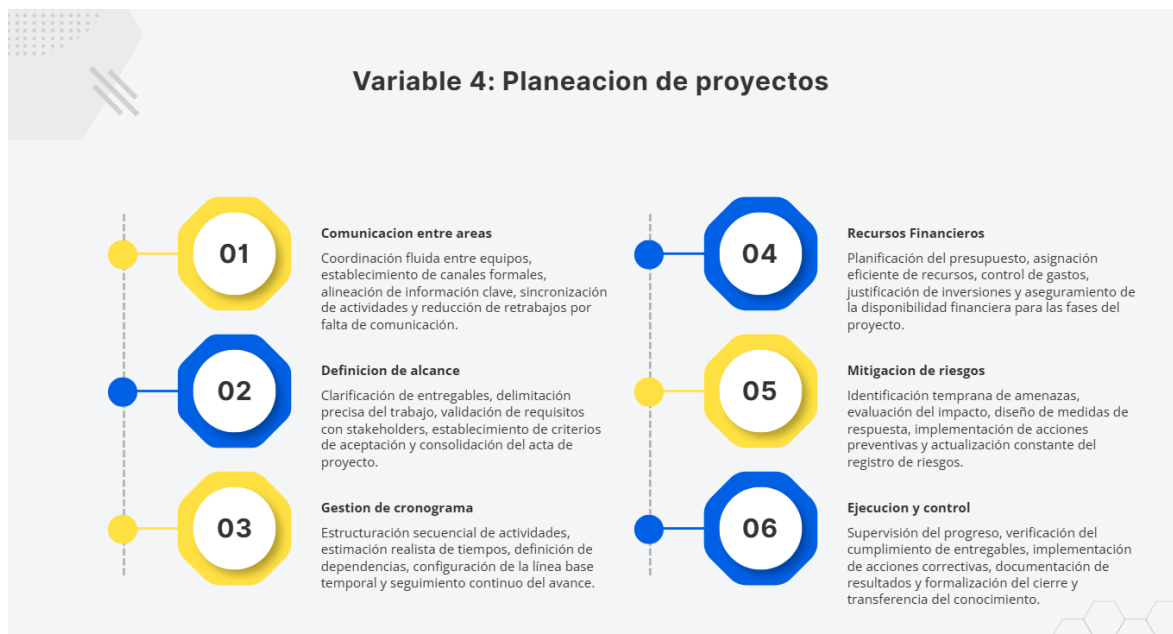 Variable 4: Planeacion de proyectos
01
Comunicacion entre areas
Coordinación fluida entre equipos,
establecimiento de canales formales,
alineación de información clave, sincronización
de actividades y reducción de retrabajos por
falta de comunicación.
02
Definicion de alcance
Clarificación de entregables, delimitación
precisa del trabajo, validación de requisitos
con stakeholders, establecimiento de criterios
de aceptación y consolidación del acta de
proyecto.
03
Gestion de cronograma
Estructuración secuencial de actividades,
estimación realista de tiempos, definición de
dependencias, configuración de la línea base
temporal y seguimiento continuo del avance.
04
Recursos Financieros
Planificación del presupuesto, asignación
eficiente de recursos, control de gastos,
justificación de inversiones y aseguramiento de
la disponibilidad financiera para las fases del
proyecto.
05
Mitigacion de riesgos
Identificación temprana de amenazas,
evaluación del impacto, diseño de medidas de
respuesta, implementación de acciones
preventivas y actualización constante del
registro de riesgos.
06
Ejecucion y control
Supervisión del progreso, verificación del
cumplimiento de entregables, implementación
de acciones correctivas, documentación de
resultados y formalización del cierre y
transferencia del conocimiento.